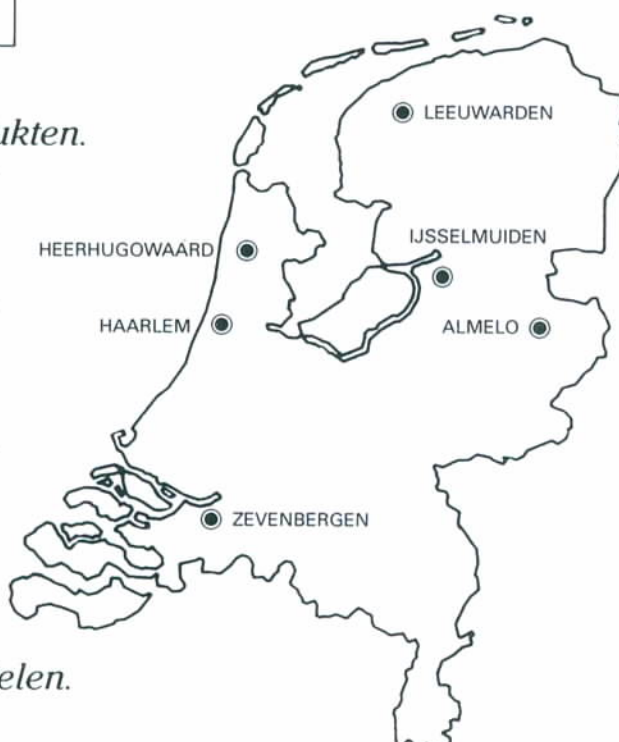 LEEUWARDEN
ukten.
IJSSELMUIDEN
HEERHUGOWAARD
HAARLEM
ALMELO
ZEVENBERGEN
elen.